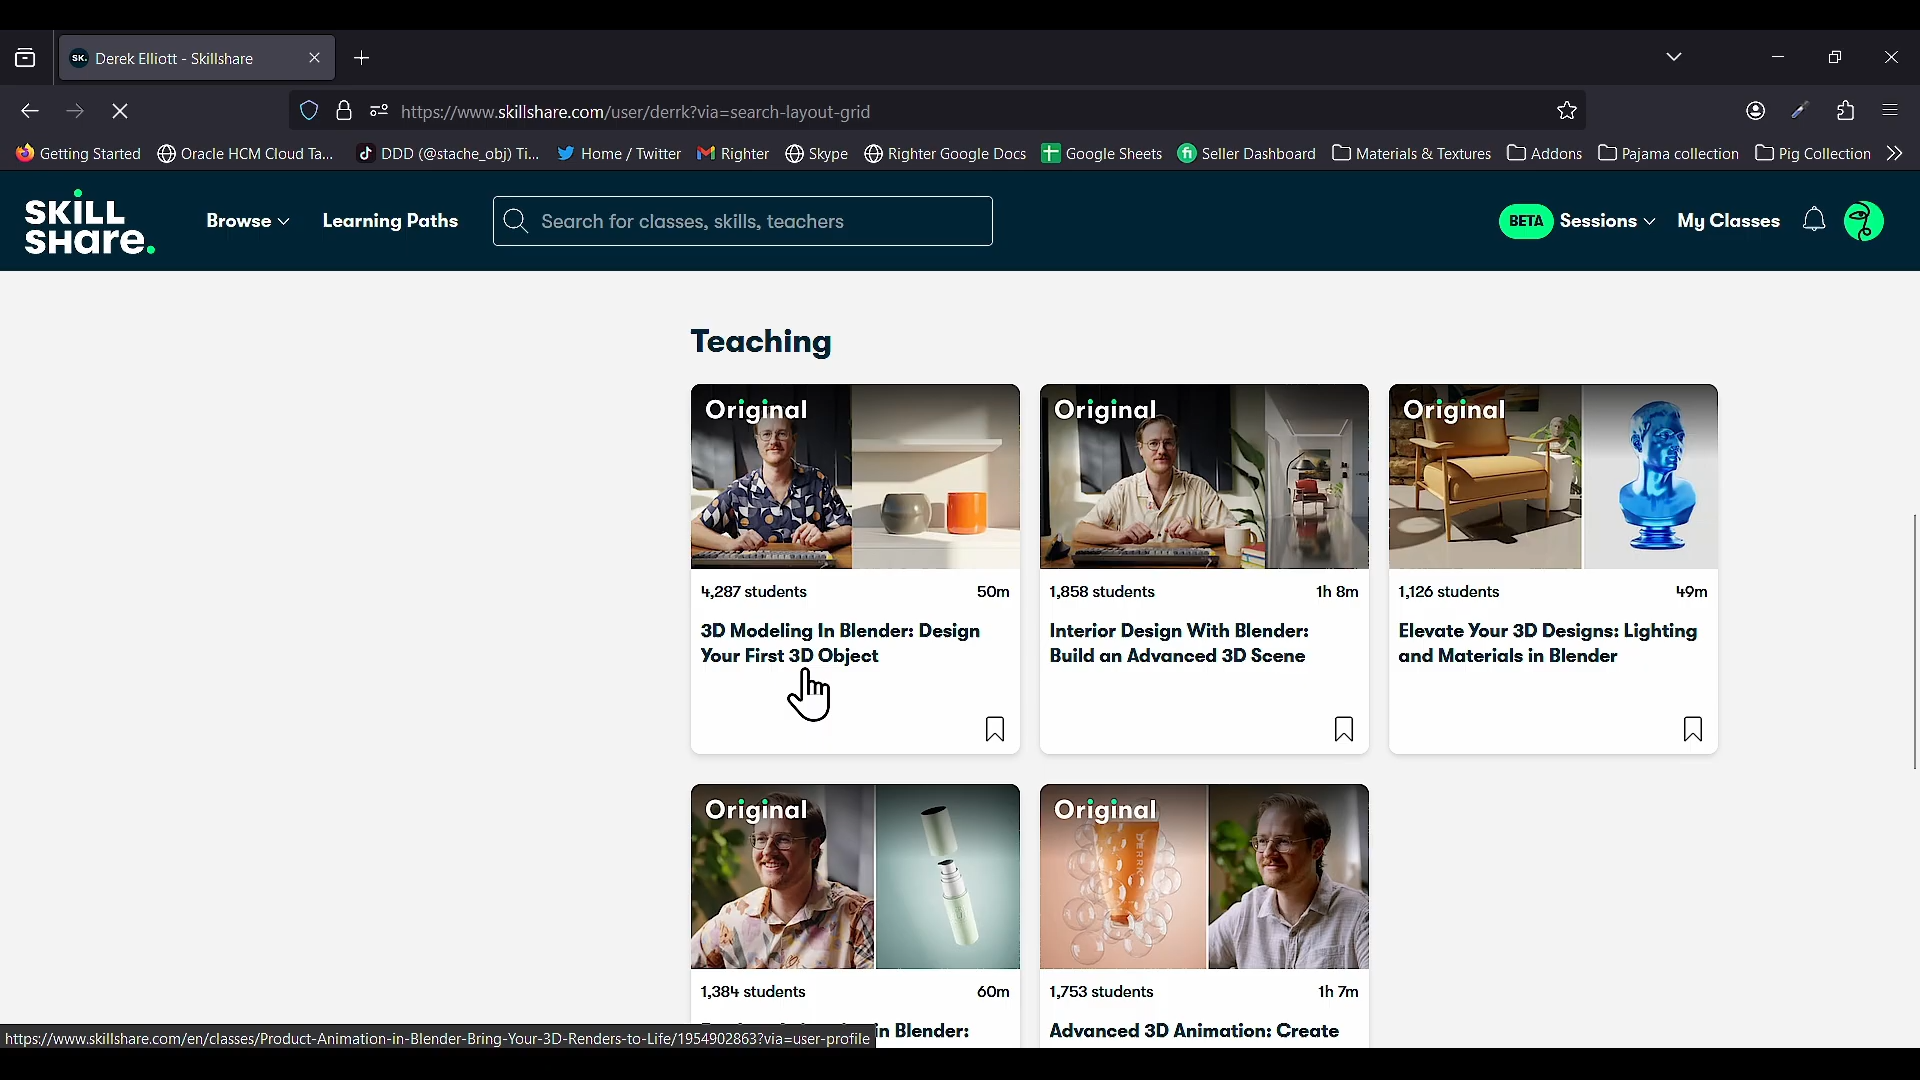 SK. Derek Elliott - Skillshare
https://www.skillshare.com/user/derrk?via=search-layout-grid
Getting Started Oracle HCM Cloud Ta... DDD (@stache_obj) Ti... Home / Twitter Righter Skype Righter Google Docs Google Sheets Seller Dashboard Materials & Textures Addons Pajama collection Pig Collection
SKILL
SHARE.
Browse Learning Paths Search for classes, skills, teachers BETA Sessions My Classes
Teaching
Original Original Original
4,287 students 50m 1,858 students 1h 8m 1,126 students 49m
3D Modeling In Blender: Design Interior Design With Blender: Elevate Your 3D Designs: Lighting
Your First 3D Object Build an Advanced 3D Scene and Materials in Blender
Original Original
DERRK
1,384 students 60m 1,753 students 1h 7m
in Blender: Advanced 3D Animation: Create
https://www.skillshare.com/en/classes/Product-Animation-in-Blender-Bring-Your-3D-Renders-to-Life/1954902863?via=user-profile